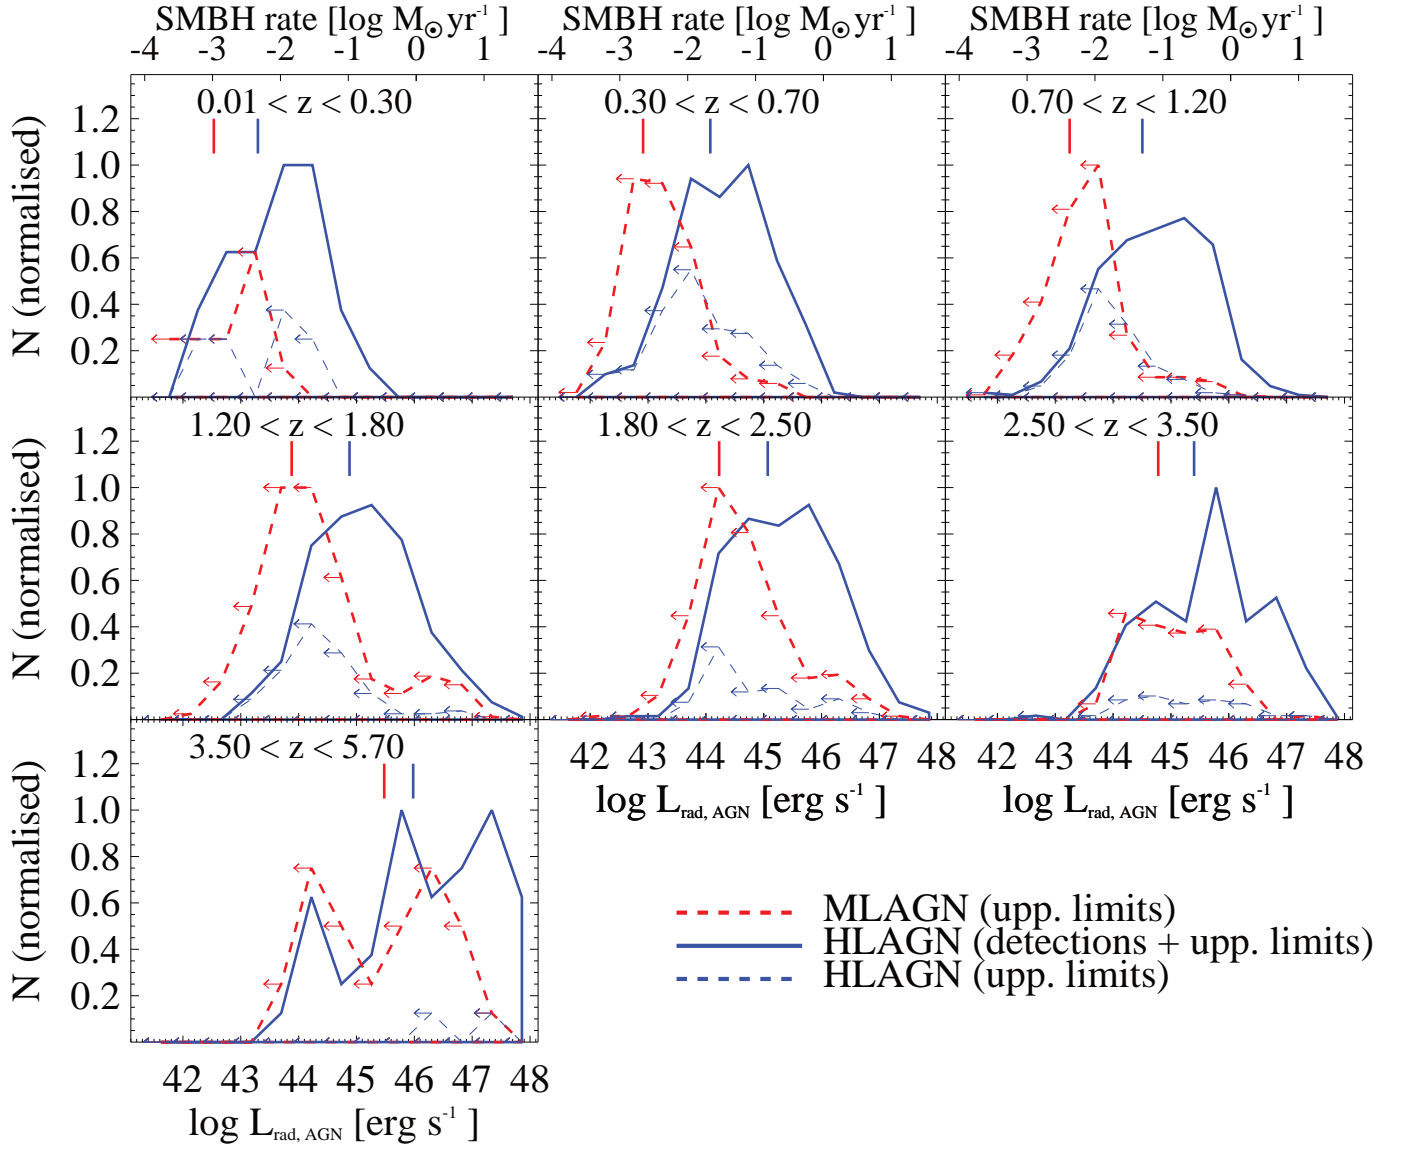 SMBH rate [log M⊙yr-1 ] SMBH rate [log M⊙yr-1 ] SMBH rate [log M⊙yr-1 ]
-4 -3 -2 -1 0 1 -4 -3 -2 -1 0 1 -4 -3 -2 -1 0 1
0.01 < z < 0.30 0.30 < z < 0.70 0.70 < z < 1.20
1.2
1.0
0.8
0.6
0.4
0.2
N (normalised)
1.20 < z < 1.80 1.80 < z < 2.50 2.50 < z < 3.50
1.2
1.0
0.8
0.6
0.4
0.2
N (normalised)
42 43 44 45 46 47 48 42 43 44 45 46 47 48
log Lrad, AGN [erg s-1 ] log Lrad, AGN [erg s-1 ]
3.50 < z < 5.70
1.2
1.0
0.8
0.6
0.4
0.2
N (normalised)
42 43 44 45 46 47 48
log Lrad, AGN [erg s-1 ]
MLAGN (upp. limits)
HLAGN (detections + upp. limits)
HLAGN (upp. limits)